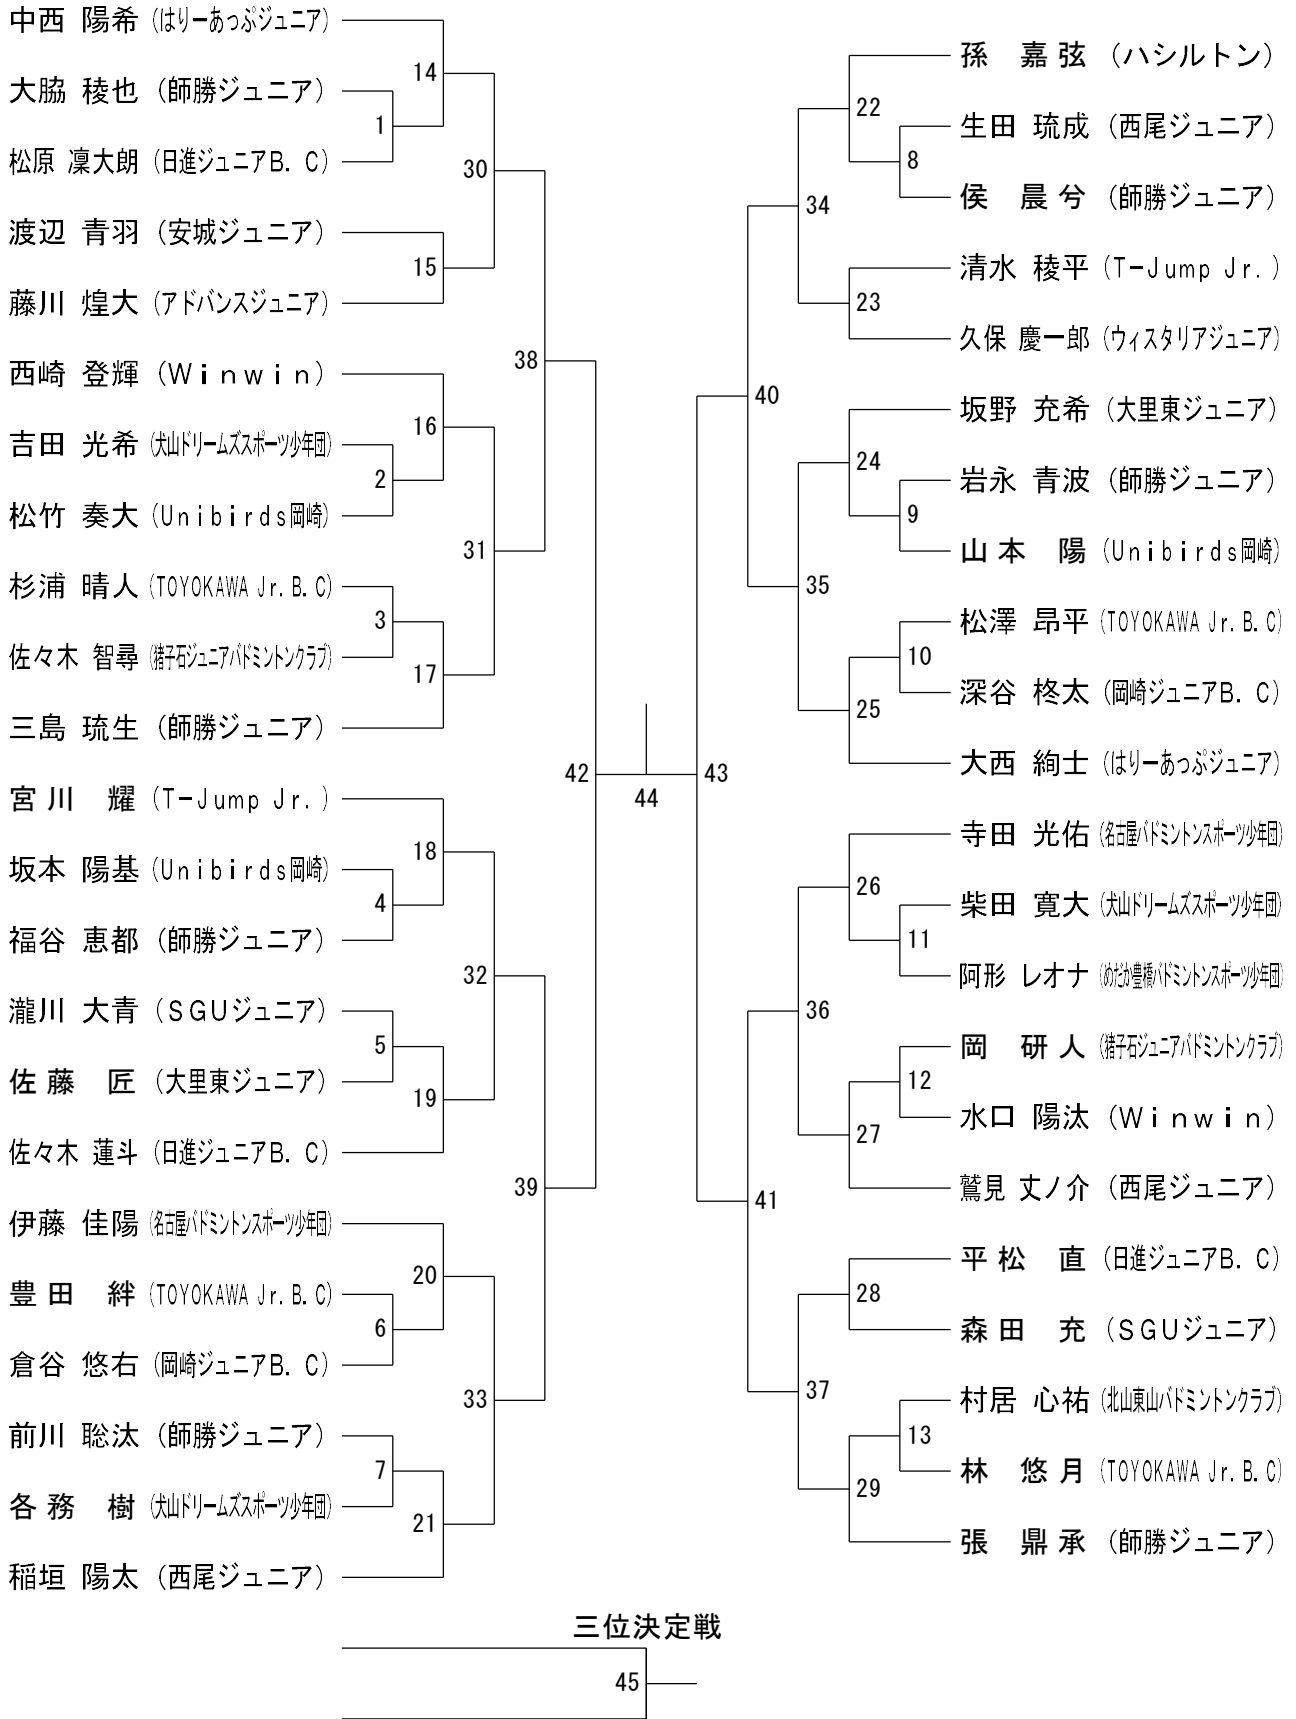 中西 陽希 (はりーあっぷジュニア)
大脇 稜也 (師勝ジュニア)
松原 凜大朗 (日進ジュニアB. C)
渡辺 青羽 (安城ジュニア)
藤川 煌大 (アドバンスジュニア)
西崎 登輝 (Winwin)
吉田 光希 (犬山ドリームズスポーツ少年団)
松竹 奏大 (Unibirds岡崎)
杉浦 晴人 (TOYOKAWA Jr. B. C)
佐々木 智尋 (猪子石ジュニアバドミントンクラブ)
三島 琉生 (師勝ジュニア)
宮川 耀 (T-Jump Jr. )
坂本 陽基 (Unibirds岡崎)
福谷 恵都 (師勝ジュニア)
瀧川 大青 (SGUジュニア)
佐藤 匠 (大里東ジュニア)
佐々木 蓮斗 (日進ジュニアB. C)
伊藤 佳陽 (名古屋バドミントンスポーツ少年団)
豊田 絆 (TOYOKAWA Jr. B. C)
倉谷 悠右 (岡崎ジュニアB. C)
前川 聡汰 (師勝ジュニア)
各務 樹 (犬山ドリームズスポーツ少年団)
稲垣 陽太 (西尾ジュニア)
1
2
3
4
5
6
7
14
15
16
17
18
19
20
21
30
31
32
33
38
39
42
44
43
40
41
34
35
36
37
22
23
24
25
26
27
28
29
8
9
10
11
12
13
孫 嘉弦 (ハシルトン)
生田 琉成 (西尾ジュニア)
侯 晨兮 (師勝ジュニア)
清水 稜平 (T-Jump Jr. )
久保 慶一郎 (ウィスタリアジュニア)
坂野 充希 (大里東ジュニア)
岩永 青波 (師勝ジュニア)
山本 陽 (Unibirds岡崎)
松澤 昂平 (TOYOKAWA Jr. B. C)
深谷 柊太 (岡崎ジュニアB. C)
大西 絢士 (はりーあっぷジュニア)
寺田 光佑 (名古屋バドミントンスポーツ少年団)
柴田 寛大 (犬山ドリームズスポーツ少年団)
阿形 レオナ (めだか豊橋バドミントンスポーツ少年団)
岡 研人 (猪子石ジュニアバドミントンクラブ)
水口 陽汰 (Winwin)
鷲見 丈ノ介 (西尾ジュニア)
平松 直 (日進ジュニアB. C)
森田 充 (SGUジュニア)
村居 心祐 (北山東山バドミントンクラブ)
林 悠月 (TOYOKAWA Jr. B. C)
張 鼎承 (師勝ジュニア)
三位決定戦
45